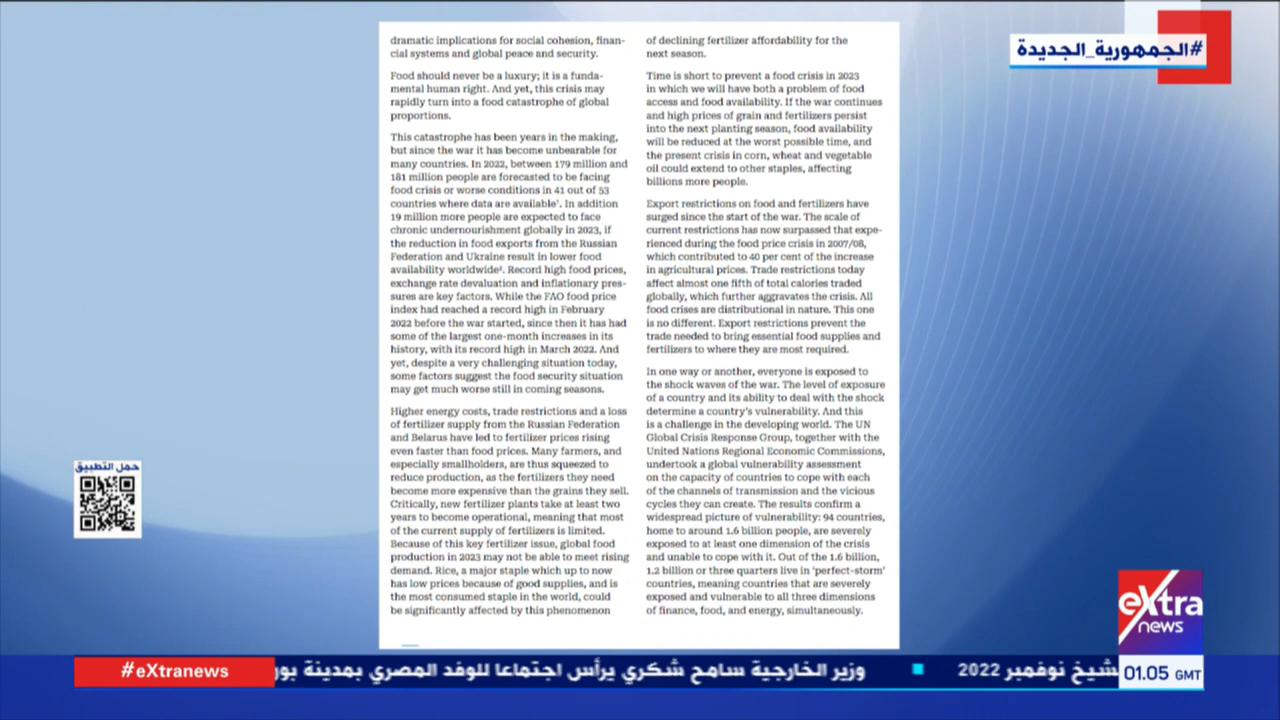 #الجمهورية_الجديدة
dramatic implications for social cohesion, finan-
cial systems and global peace and security.
Food should never be a luxury; it is a funda-
mental human right. And yet, this crisis may
rapidly turn into a food catastrophe of global
proportions.
This catastrophe has been years in the making,
but since the war it has become unbearable for
many countries. In 2022, between 179 million and
181 million people are forecasted to be facing
food crisis or worse conditions in 41 out of 53
countries where data are available¹. In addition
19 million more people are expected to face
chronic undernourishment globally in 2023, if
the reduction in food exports from the Russian
Federation and Ukraine result in lower food
availability worldwide². Record high food prices,
exchange rate devaluation and inflationary pres-
sures are key factors. While the FAO food price
index had reached a record high in February
2022 before the war started, since then it has had
some of the largest one-month increases in its
history, with its record high in March 2022. And
yet, despite a very challenging situation today,
some factors suggest the food security situation
may get much worse still in coming seasons.
Higher energy costs, trade restrictions and a loss
of fertilizer supply from the Russian Federation
and Belarus have led to fertilizer prices rising
even faster than food prices. Many farmers, and
especially smallholders, are thus squeezed to
reduce production, as the fertilizers they need
become more expensive than the grains they sell.
Critically, new fertilizer plants take at least two
years to become operational, meaning that most
of the current supply of fertilizers is limited.
Because of this key fertilizer issue, global food
production in 2023 may not be able to meet rising
demand. Rice, a major staple which up to now
has low prices because of good supplies, and is
the most consumed staple in the world, could
be significantly affected by this phenomenon
of declining fertilizer affordability for the
next season.
Time is short to prevent a food crisis in 2023
in which we will have both a problem of food
access and food availability. If the war continues
and high prices of grain and fertilizers persist
into the next planting season, food availability
will be reduced at the worst possible time, and
the present crisis in corn, wheat and vegetable
oil could extend to other staples, affecting
billions more people.
Export restrictions on food and fertilizers have
surged since the start of the war. The scale of
current restrictions has now surpassed that expe-
rienced during the food price crisis in 2007/08,
which contributed to 40 per cent of the increase
in agricultural prices. Trade restrictions today
affect almost one fifth of total calories traded
globally, which further aggravates the crisis. All
food crises are distributional in nature. This one
is no different. Export restrictions prevent the
trade needed to bring essential food supplies and
fertilizers to where they are most required.
In one way or another, everyone is exposed to
the shock waves of the war. The level of exposure
of a country and its ability to deal with the shock
determine a country's vulnerability. And this
is a challenge in the developing world. The UN
Global Crisis Response Group, together with the
United Nations Regional Economic Commissions,
undertook a global vulnerability assessment
on the capacity of countries to cope with each
of the channels of transmission and the vicious
cycles they can create. The results confirm a
widespread picture of vulnerability: 94 countries,
home to around 1.6 billion people, are severely
exposed to at least one dimension of the crisis
and unable to cope with it. Out of the 1.6 billion,
1.2 billion or three quarters live in 'perfect-storm'
countries, meaning countries that are severely
exposed and vulnerable to all three dimensions
of finance, food, and energy, simultaneously.
حمل التطبيق
eXtra
news
01.05 GMT
شيخ نوفمبر 2022 ■ وزير الخارجية سامح شكري يرأس اجتماعا للوفد المصري بمدينة بور
#eXtranews